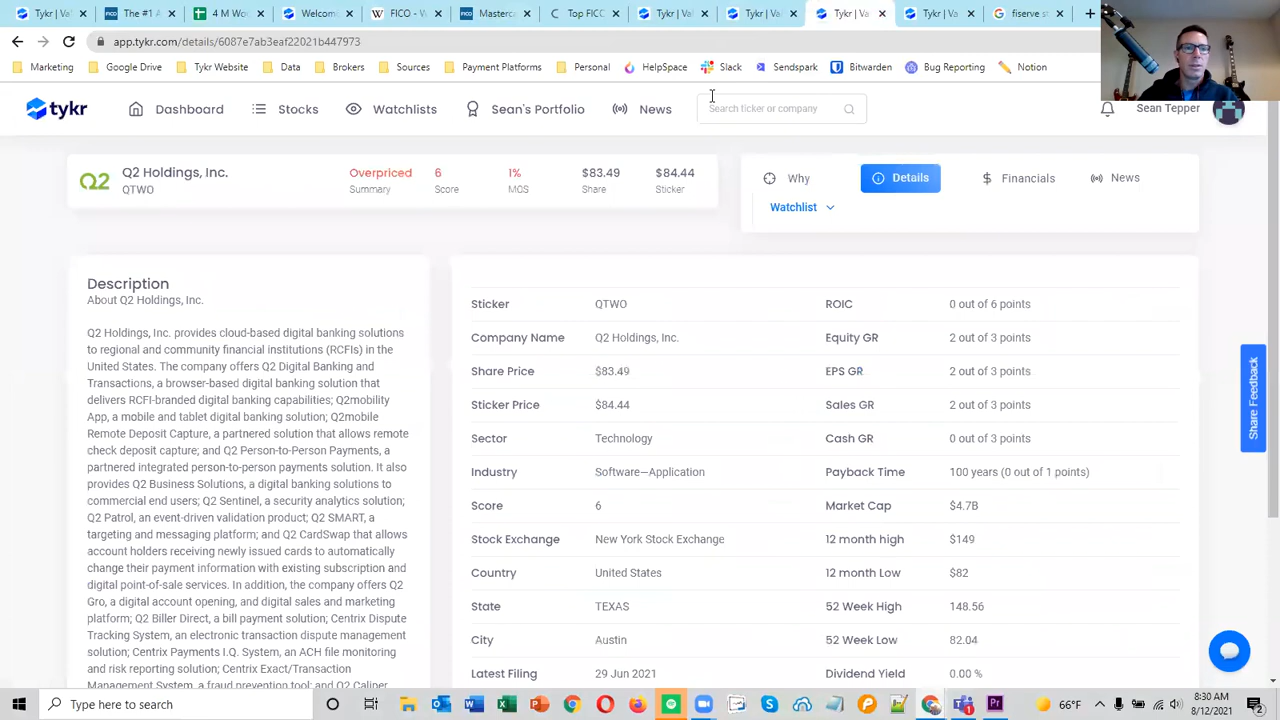 FICO
4 M
FICO - V
FICO
Top FIC
Tykr
Tykr
Tykr
fiserve s
app.tykr.com/details/6087e7ab3eaf22021b447973
Marketing Google Drive Tykr Website Data Brokers Sources Payment Platforms Personal HelpSpace Slack Sendspark Bitwarden Bug Reporting Notion
tykr Dashboard Stocks Watchlists Sean's Portfolio News Search ticker or company Sean Tepper
Q2 Q2 Holdings, Inc. Overpriced 6 1% $83.49 $84.44
QTWO Summary Score MOS Share Sticker
Why Details Financials News
Watchlist
Description
About Q2 Holdings, Inc.
Q2 Holdings, Inc. provides cloud-based digital banking solutions
to regional and community financial institutions (RCFIs) in the
United States. The company offers Q2 Digital Banking and
Transactions, a browser-based digital banking solution that
delivers RCFI-branded digital banking capabilities; Q2mobility
App, a mobile and tablet digital banking solution; Q2mobile
Remote Deposit Capture, a partnered solution that allows remote
check deposit capture; and Q2 Person-to-Person Payments, a
partnered integrated person-to-person payments solution. It also
provides Q2 Business Solutions, a digital banking solutions to
commercial end users; Q2 Sentinel, a security analytics solution;
Q2 Patrol, an event-driven validation product; Q2 SMART, a
targeting and messaging platform; and Q2 CardSwap that allows
account holders receiving newly issued cards to automatically
change their payment information with existing subscription and
digital point-of-sale services. In addition, the company offers Q2
Gro, a digital account opening, and digital sales and marketing
platform; Q2 Biller Direct, a bill payment solution; Centrix Dispute
Tracking System, an electronic transaction dispute management
solution; Centrix Payments I.Q. System, an ACH file monitoring
and risk reporting solution; Centrix Exact/Transaction
Management System, a fraud prevention tool; and Q2 Caliper
Sticker QTWO ROIC 0 out of 6 points
Company Name Q2 Holdings, Inc. Equity GR 2 out of 3 points
Share Price $83.49 EPS GR 2 out of 3 points
Sticker Price $84.44 Sales GR 2 out of 3 points
Sector Technology Cash GR 0 out of 3 points
Industry Software—Application Payback Time 100 years (0 out of 1 points)
Score 6 Market Cap $4.7B
Stock Exchange New York Stock Exchange 12 month high $149
Country United States 12 month Low $82
State TEXAS 52 Week High 148.56
City Austin 52 Week Low 82.04
Latest Filing 29 Jun 2021 Dividend Yield 0.00 %
Share Feedback
Type here to search
66°F
8:30 AM
8/12/2021